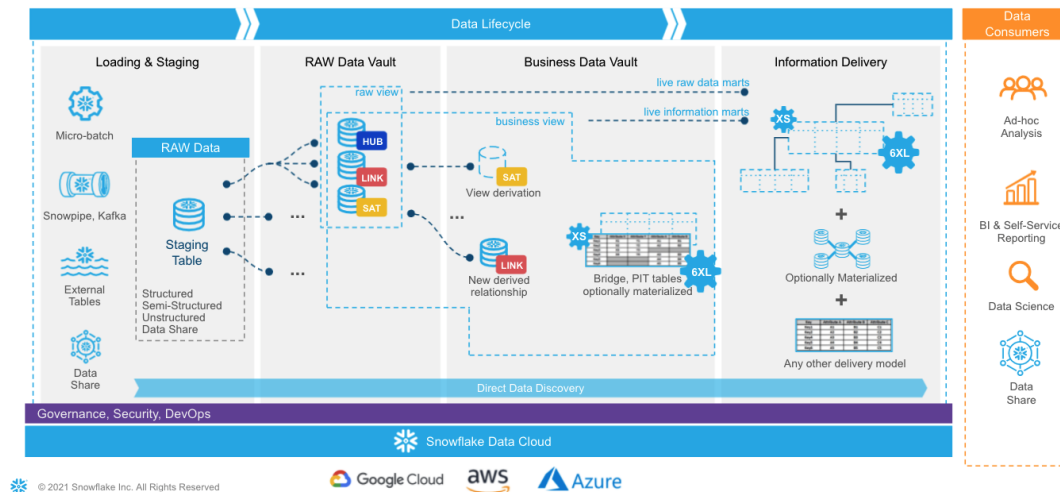 Data Lifecycle
Data
Consumers
Loading & Staging
RAW Data Vault
Business Data Vault
Information Delivery
Micro-batch
Snowpipe, Kafka
External
Tables
Data
Share
RAW Data
Staging
Table
Structured
Semi-Structured
Unstructured
Data Share
...
...
raw view
HUB
LINK
SAT
live raw data marts
live information marts
business view
SAT
View derivation
...
LINK
New derived
relationship
XS
6XL
Bridge, PIT tables
optionally materialized
XS
6XL
+
Optionally Materialized
+
Any other delivery model
Ad-hoc
Analysis
BI & Self-Service
Reporting
Data Science
Data
Share
Direct Data Discovery
Governance, Security, DevOps
Snowflake Data Cloud
© 2021 Snowflake Inc. All Rights Reserved
Google Cloud
aws
Azure